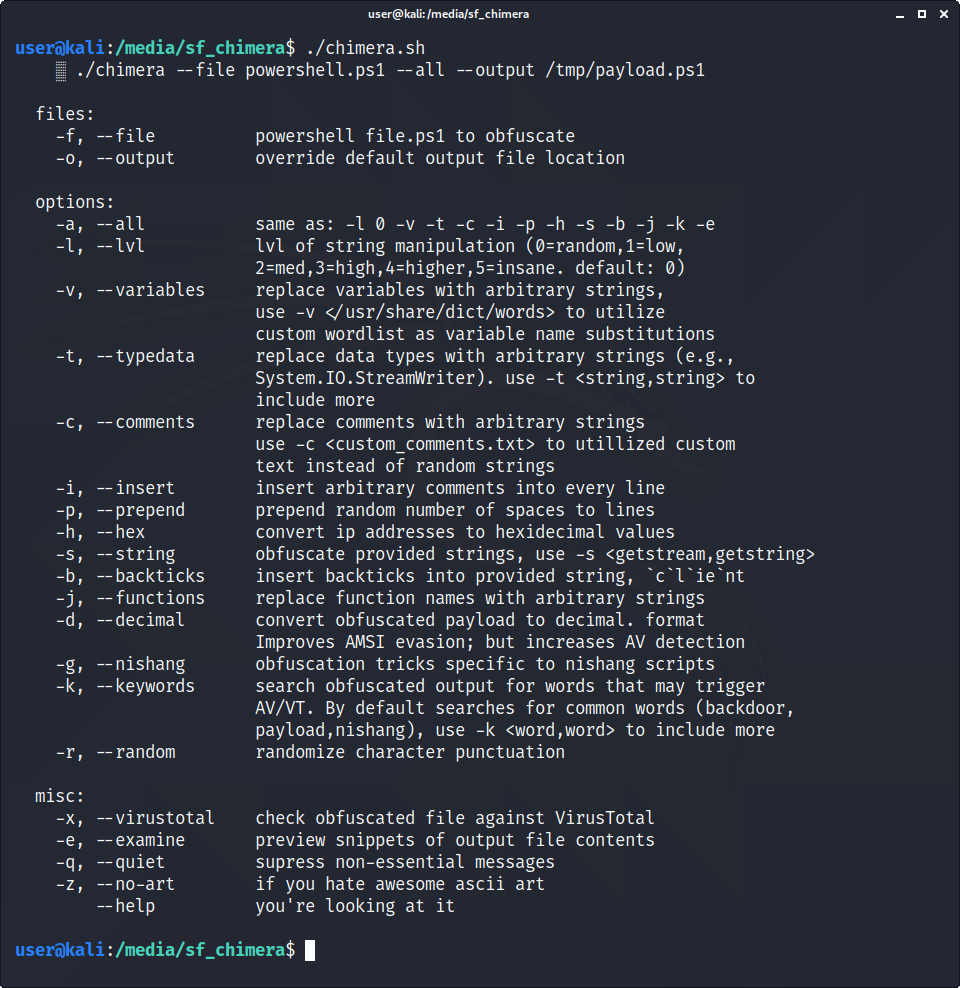 user@kali: /media/sf_chimera
user@kali:/media/sf_chimera$ ./chimera.sh
▒ ./chimera --file powershell.ps1 --all --output /tmp/payload.ps1
files:
-f, --file powershell file.ps1 to obfuscate
-o, --output override default output file location
options:
-a, --all same as: -l 0 -v -t -c -i -p -h -s -b -j -k -e
-l, --lvl lvl of string manipulation (0=random,1=low,
2=med,3=high,4=higher,5=insane. default: 0)
-v, --variables replace variables with arbitrary strings,
use -v </usr/share/dict/words> to utilize
custom wordlist as variable name substitutions
-t, --typedata replace data types with arbitrary strings (e.g.,
System.IO.StreamWriter). use -t <string,string> to
include more
-c, --comments replace comments with arbitrary strings
use -c <custom_comments.txt> to utillized custom
text instead of random strings
-i, --insert insert arbitrary comments into every line
-p, --prepend prepend random number of spaces to lines
-h, --hex convert ip addresses to hexidecimal values
-s, --string obfuscate provided strings, use -s <getstream,getstring>
-b, --backticks insert backticks into provided string, `c`l`ie`nt
-j, --functions replace function names with arbitrary strings
-d, --decimal convert obfuscated payload to decimal. format
Improves AMSI evasion; but increases AV detection
-g, --nishang obfuscation tricks specific to nishang scripts
-k, --keywords search obfuscated output for words that may trigger
AV/VT. By default searches for common words (backdoor,
payload,nishang), use -k <word,word> to include more
-r, --random randomize character punctuation
misc:
-x, --virustotal check obfuscated file against VirusTotal
-e, --examine preview snippets of output file contents
-q, --quiet supress non-essential messages
-z, --no-art if you hate awesome ascii art
--help you're looking at it
user@kali:/media/sf_chimera$